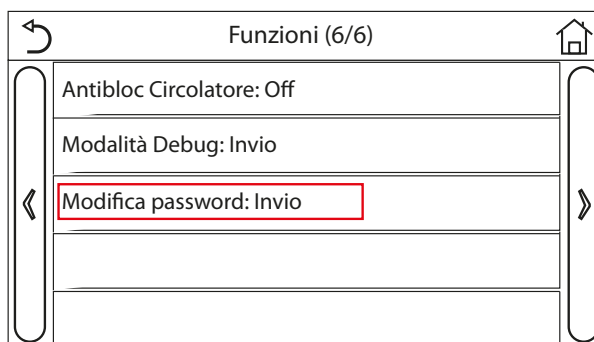 Funzioni (6/6)
Antibloc Circolatore: Off
Modalità Debug: Invio
Modifica password: Invio